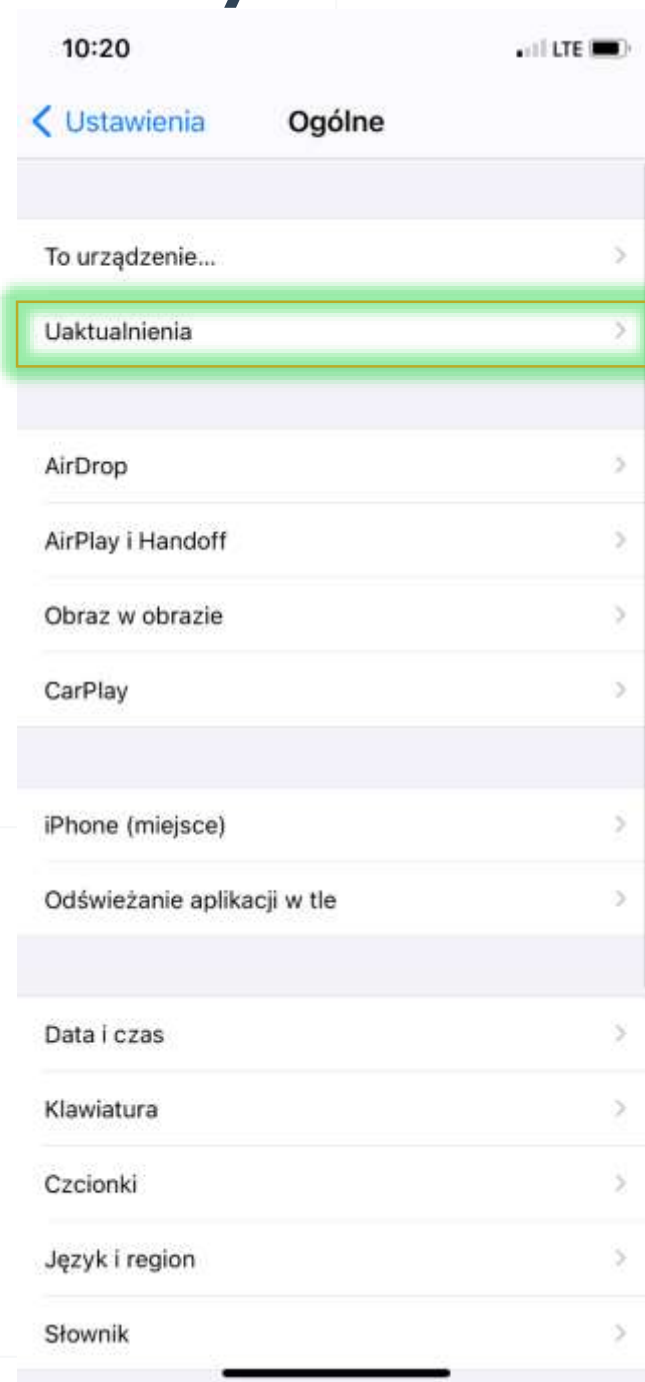 10:20 LTE
Ustawienia Ogólne
To urządzenie...
Uaktualnienia
AirDrop
AirPlay i Handoff
Obraz w obrazie
CarPlay
iPhone (miejsce)
Odświeżanie aplikacji w tle
Data i czas
Klawiatura
Czcionki
Język i region
Słownik